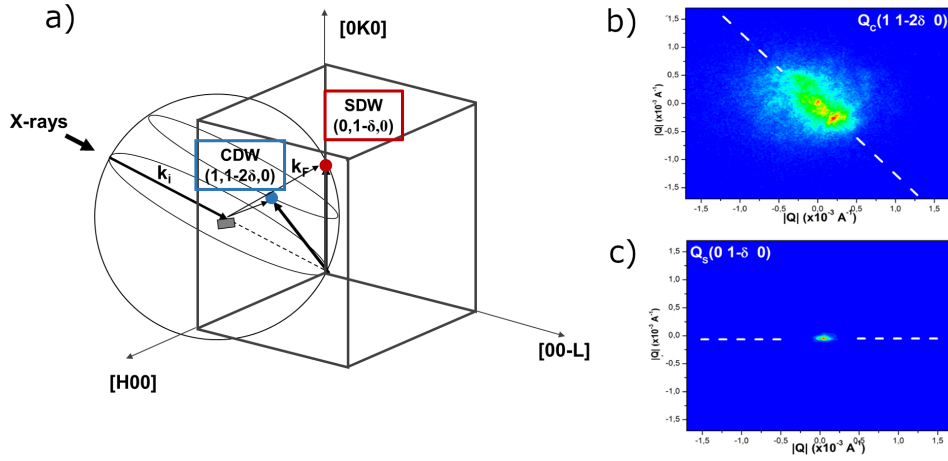 a)
[0K0]
X-rays
SDW
(0,1-δ,0)
CDW
(1,1-2δ,0)
k_i
k_F
[H00]
[00-L]
b)
Q_C(1 1-2δ 0)
|Q| (x10⁻³ A⁻¹)
1,5
1,0
0,5
0,0
-0,5
-1,0
-1,5
-1,5 -1,0 -0,5 0,0 0,5 1,0 1,5
|Q| (x10⁻³ A⁻¹)
c)
Q_S(0 1-δ 0)
|Q| (x10⁻³ A⁻¹)
1,5
1,0
0,5
0,0
-0,5
-1,0
-1,5
-1,5 -1,0 -0,5 0,0 0,5 1,0 1,5
|Q| (x10⁻³ A⁻¹)